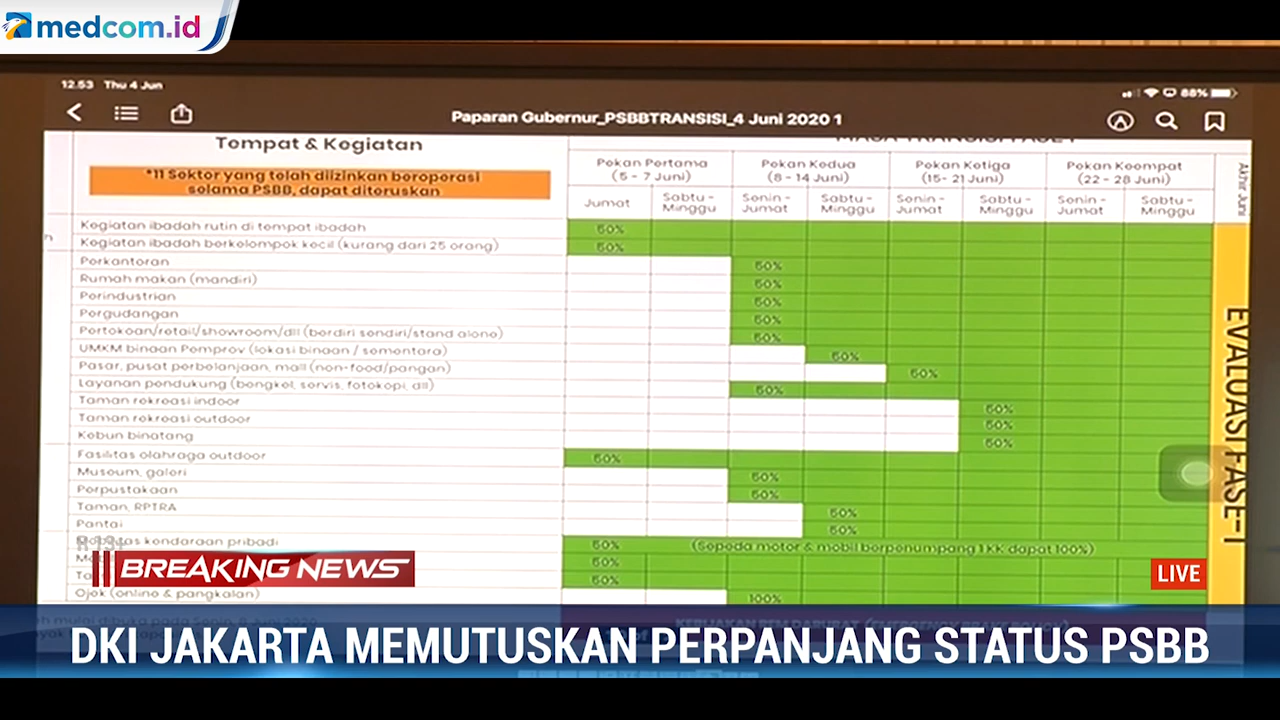 medcom.id
12.53 Thu 4 Jun
88%
Paparan Gubernur_PSBBTRANSISI_4 Juni 2020 1
Tempat & Kegiatan
*11 Sektor yang telah diizinkan beroperasi
selama PSBB, dapat diteruskan
MASA TRANSISI FASE I
Pekan Pertama
(5 - 7 Juni)
Pekan Kedua
(8 - 14 Juni)
Pekan Ketiga
(15- 21 Juni)
Pekan Keempat
(22 - 28 Juni)
Akhir Juni
Jumat
Sabtu - Minggu
Senin - Jumat
Sabtu - Minggu
Senin - Jumat
Sabtu - Minggu
Senin - Jumat
Sabtu - Minggu
Kegiatan ibadah rutin di tempat ibadah 50%
Kegiatan ibadah berkelompok kecil (kurang dari 25 orang) 50%
Perkantoran 50%
Rumah makan (mandiri) 50%
Perindustrian 50%
Pergudangan 50%
Pertokoan/retail/showroom/dll (berdiri sendiri/stand alone) 50%
UMKM binaan Pemprov (lokasi binaan / sementara) 50%
Pasar, pusat perbelanjaan, mall (non-food/pangan) 50%
Layanan pendukung (bengkel, servis, fotokopi, dll) 50%
Taman rekreasi indoor 50%
Taman rekreasi outdoor 50%
Kebun binatang 50%
Fasilitas olahraga outdoor 50%
Museum, galeri 50%
Perpustakaan 50%
Taman, RPTRA 50%
Pantai 50%
Mobilitas kendaraan pribadi 50% (Sepeda motor & mobil berpenumpang 1 KK dapat 100%)
50%
50%
Ojek (online & pangkalan) 100%
EVALUASI FASE-1
BREAKING NEWS
LIVE
DKI JAKARTA MEMUTUSKAN PERPANJANG STATUS PSBB